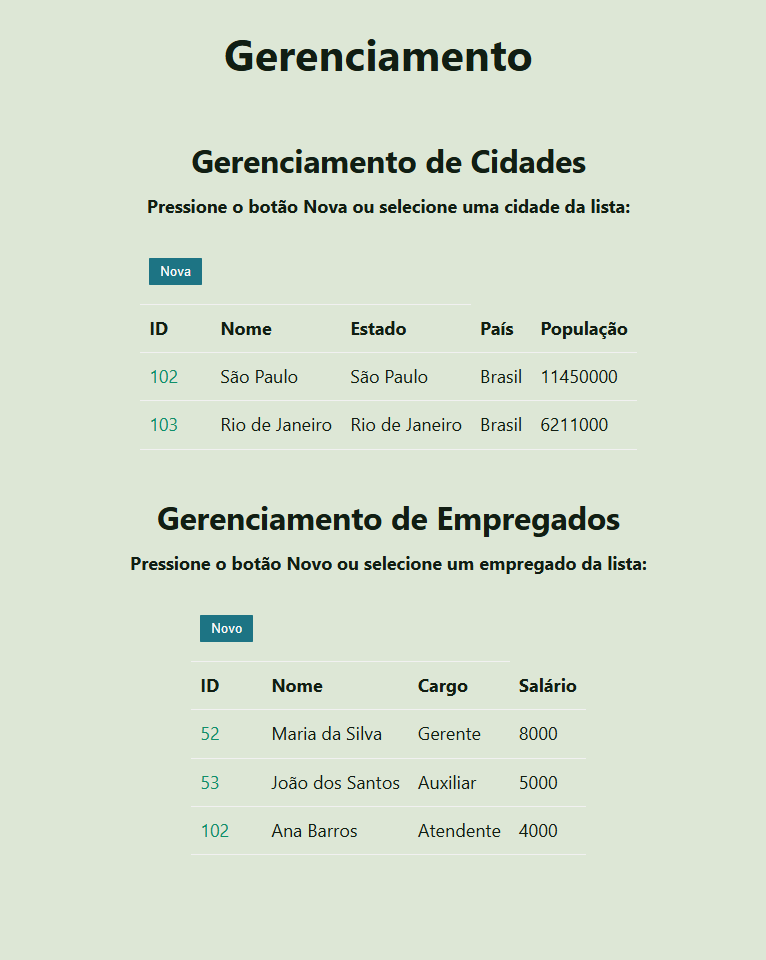 Gerenciamento
Gerenciamento de Cidades
Pressione o botão Nova ou selecione uma cidade da lista:
Nova
ID Nome Estado País População
102 São Paulo São Paulo Brasil 11450000
103 Rio de Janeiro Rio de Janeiro Brasil 6211000
Gerenciamento de Empregados
Pressione o botão Novo ou selecione um empregado da lista:
Novo
ID Nome Cargo Salário
52 Maria da Silva Gerente 8000
53 João dos Santos Auxiliar 5000
102 Ana Barros Atendente 4000